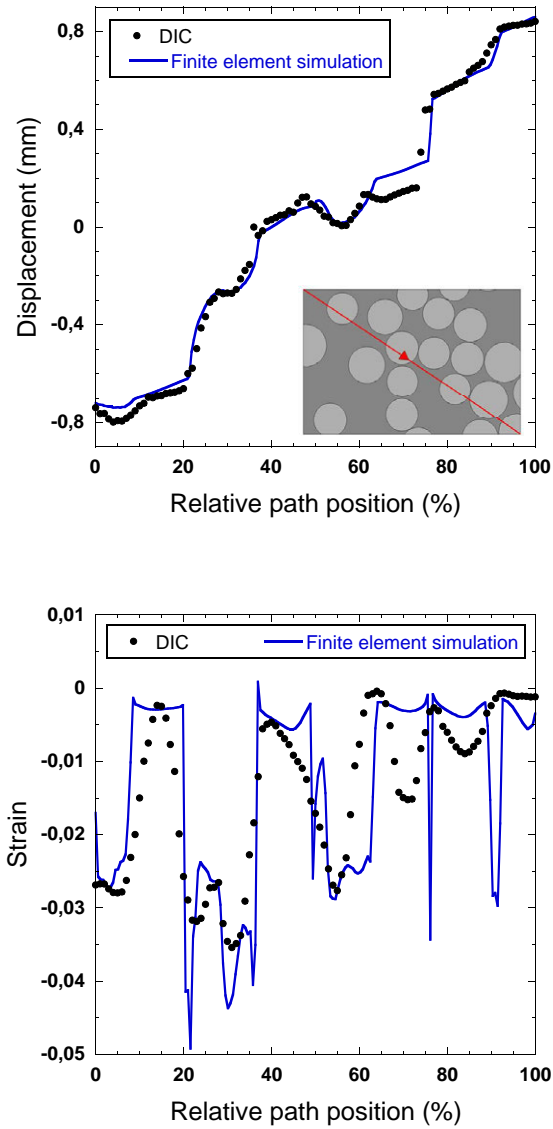 0,8
DIC
Finite element simulation
0,4
Displacement (mm)
0
-0,4
-0,8
0 20 40 60 80 100
Relative path position (%)
0,01
DIC Finite element simulation
0
-0,01
Strain
-0,02
-0,03
-0,04
-0,05
0 20 40 60 80 100
Relative path position (%)